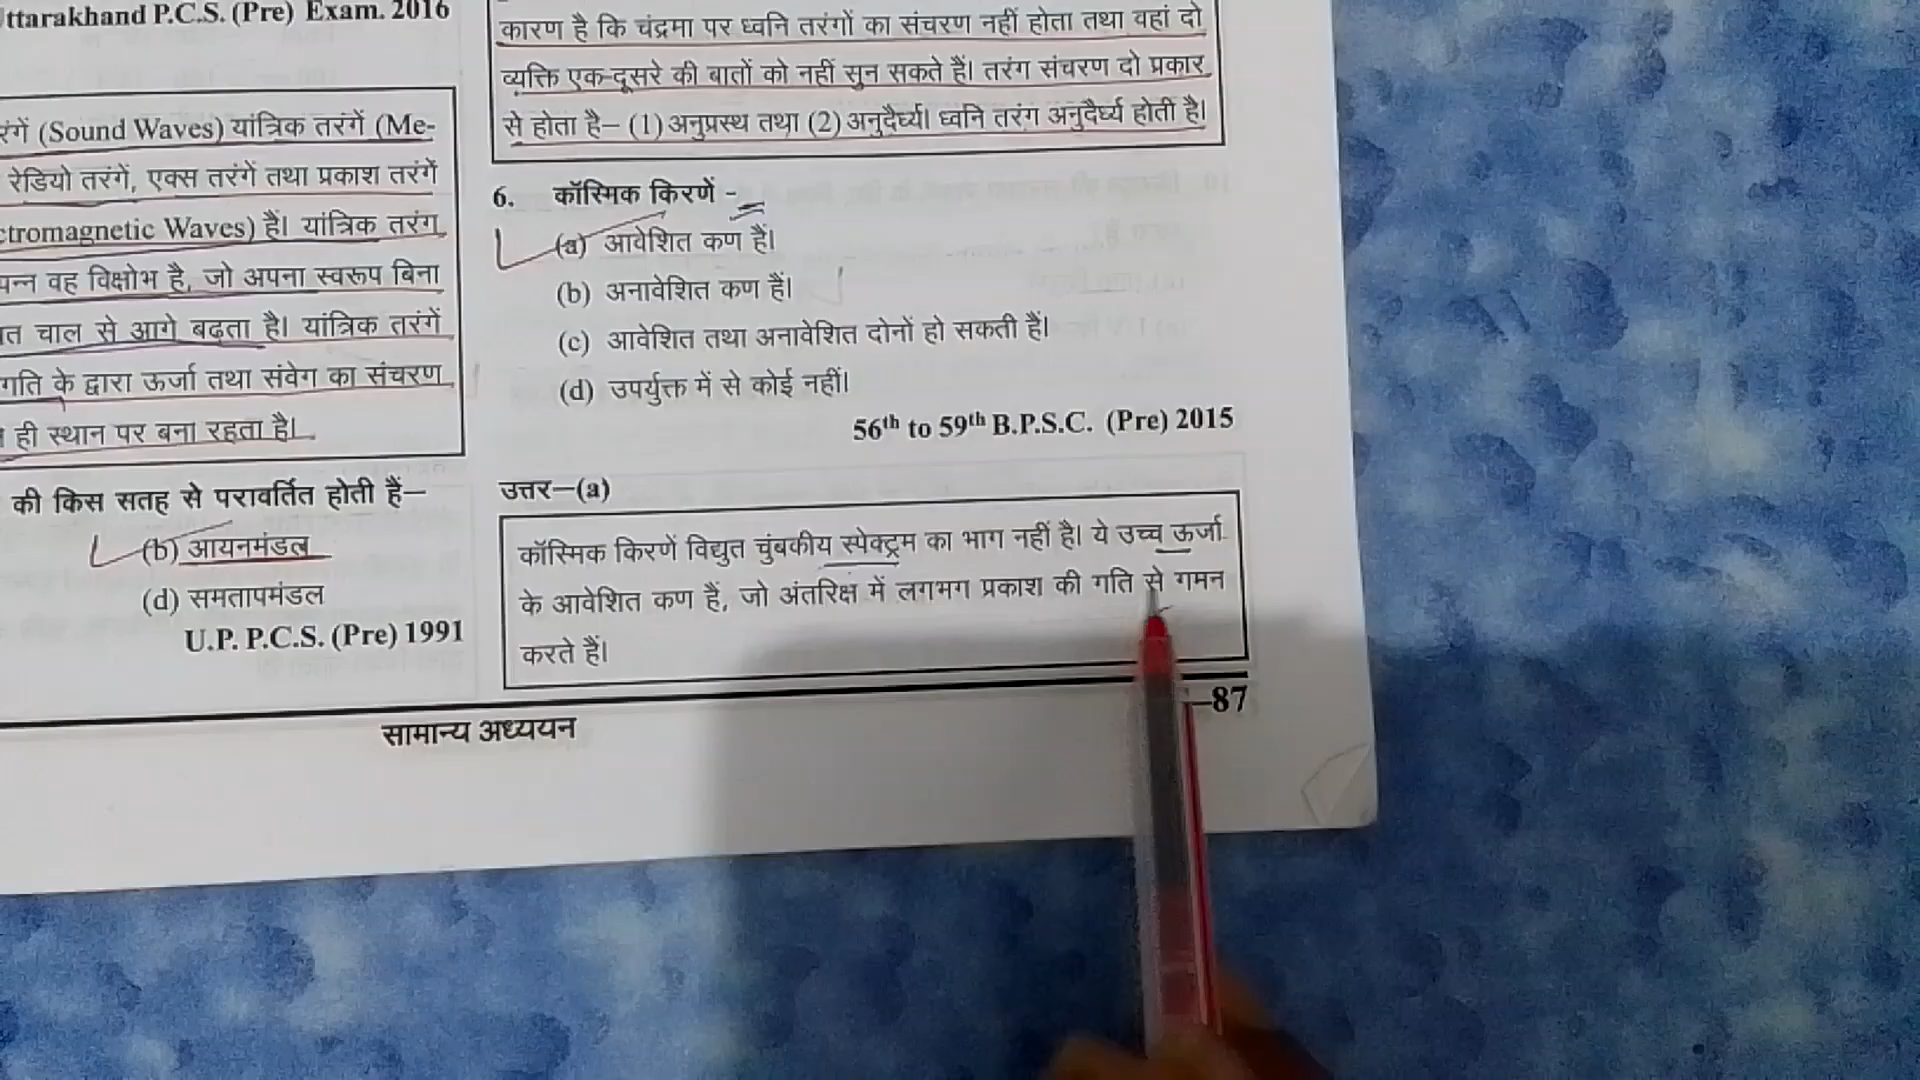 ttarakhand P.C.S. (Pre) Exam. 2016
रंगें (Sound Waves) यांत्रिक तरंगें (Me-
रेडियो तरंगें, एक्स तरंगें तथा प्रकाश तरंगें
ctromagnetic Waves) हैं। यांत्रिक तरंग
पन्न वह विक्षोभ है, जो अपना स्वरूप बिना
त चाल से आगे बढ़ता है। यांत्रिक तरंगें
गति के द्वारा ऊर्जा तथा संवेग का संचरण
ही स्थान पर बना रहता है।
की किस सतह से परावर्तित होती हैं–
(b) आयनमंडल
(d) समतापमंडल
U.P. P.C.S. (Pre) 1991
कारण है कि चंद्रमा पर ध्वनि तरंगों का संचरण नहीं होता तथा वहां दो
व्यक्ति एक-दूसरे की बातों को नहीं सुन सकते हैं। तरंग संचरण दो प्रकार
से होता है– (1) अनुप्रस्थ तथा (2) अनुदैर्ध्य। ध्वनि तरंग अनुदैर्ध्य होती है।
6. कॉस्मिक किरणें -
(a) आवेशित कण हैं।
(b) अनावेशित कण हैं।
(c) आवेशित तथा अनावेशित दोनों हो सकती हैं।
(d) उपर्युक्त में से कोई नहीं।
56th to 59th B.P.S.C. (Pre) 2015
उत्तर–(a)
कॉस्मिक किरणें विद्युत चुंबकीय स्पेक्ट्रम का भाग नहीं है। ये उच्च ऊर्जा
के आवेशित कण हैं, जो अंतरिक्ष में लगभग प्रकाश की गति से गमन
करते हैं।
सामान्य अध्ययन
–87